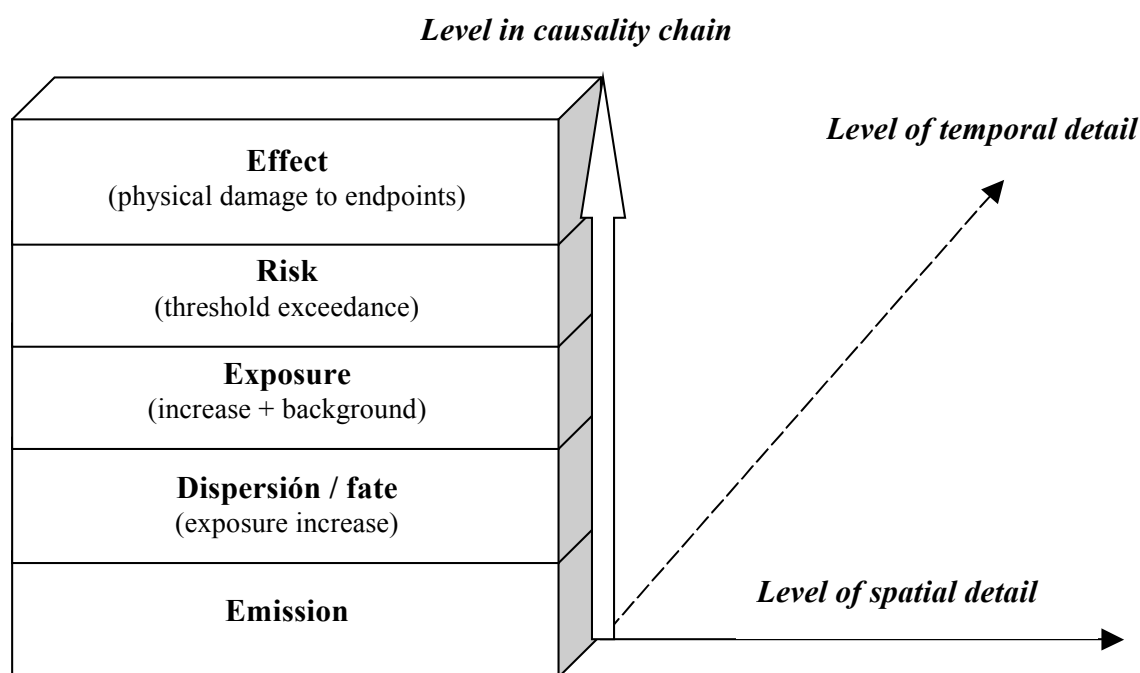 Level in causality chain
Level of temporal detail
Effect
(physical damage to endpoints)
Risk
(threshold exceedance)
Exposure
(increase + background)
Dispersión / fate
(exposure increase)
Emission
Level of spatial detail